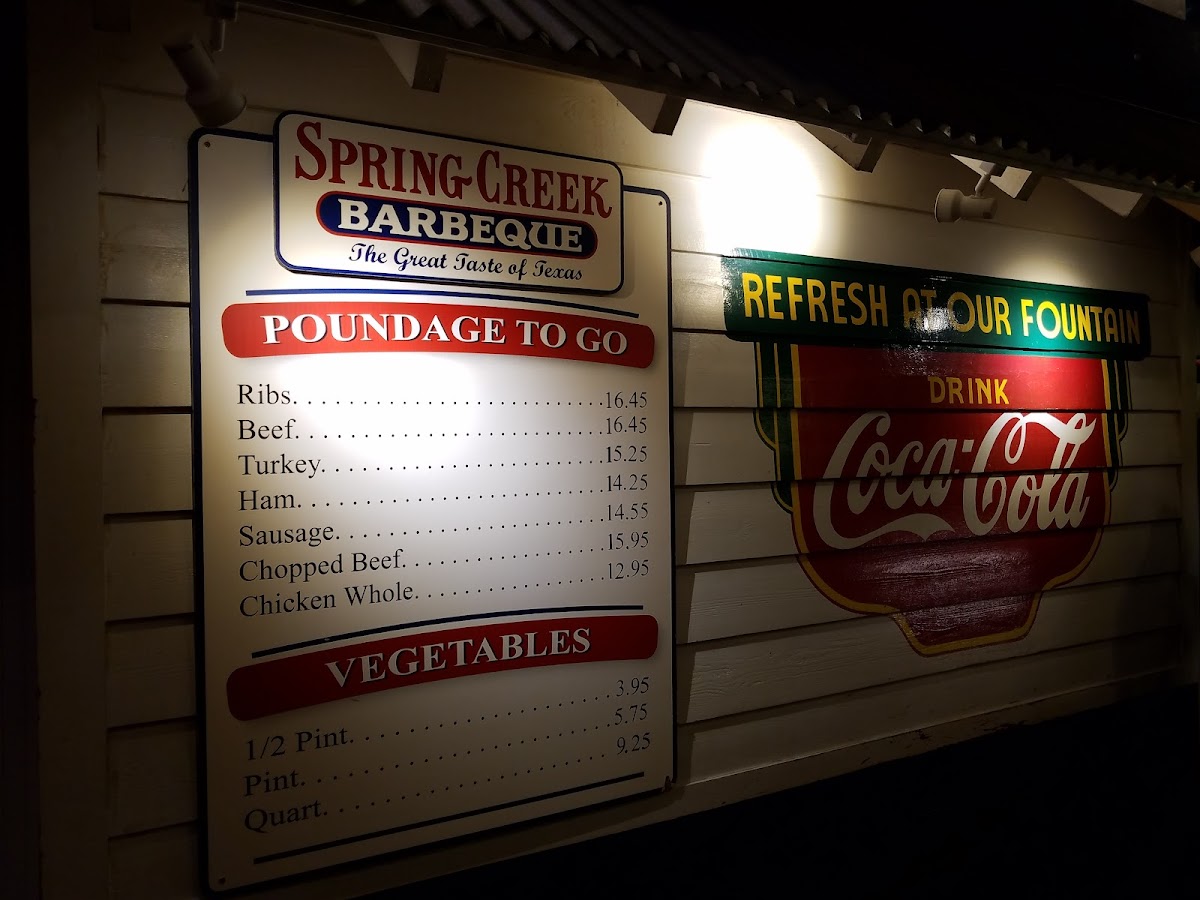 SPRING CREEK
BARBEQUE
The Great Taste of Texas
POUNDAGE TO GO
Ribs. . . . . . . . . . . . . . . . . . . . . . . . . . .16.45
Beef. . . . . . . . . . . . . . . . . . . . . . . . . . .16.45
Turkey. . . . . . . . . . . . . . . . . . . . . . . . .15.25
Ham. . . . . . . . . . . . . . . . . . . . . . . . . . .14.25
Sausage. . . . . . . . . . . . . . . . . . . . . . . .14.55
Chopped Beef. . . . . . . . . . . . . . . . . . .15.95
Chicken Whole. . . . . . . . . . . . . . . . . .12.95
VEGETABLES
1/2 Pint. . . . . . . . . . . . . . . . . . . . . . . .3.95
Pint. . . . . . . . . . . . . . . . . . . . . . . . . . . .5.75
Quart. . . . . . . . . . . . . . . . . . . . . . . . . . 9.25
REFRESH AT OUR FOUNTAIN
DRINK
Coca-Cola